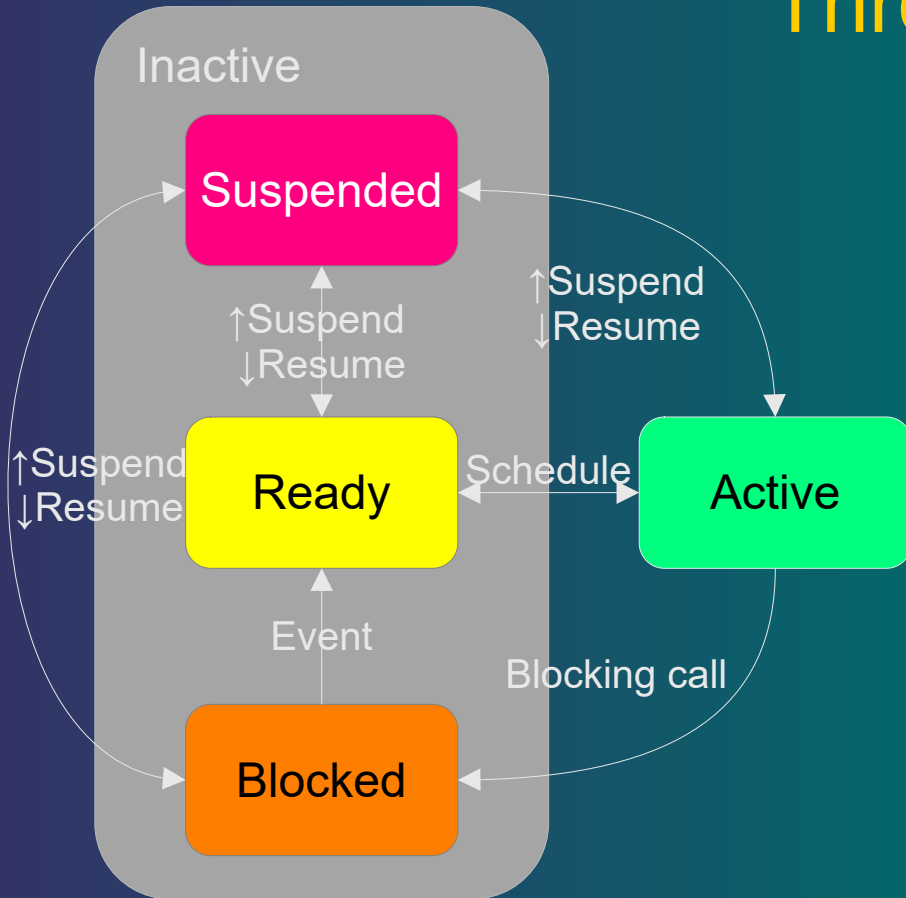 Inactive
Suspended
↑Suspend
↓Resume
↑Suspend
↓Resume
↑Suspend
↓Resume
Ready
Schedule
Active
Event
Blocking call
Blocked